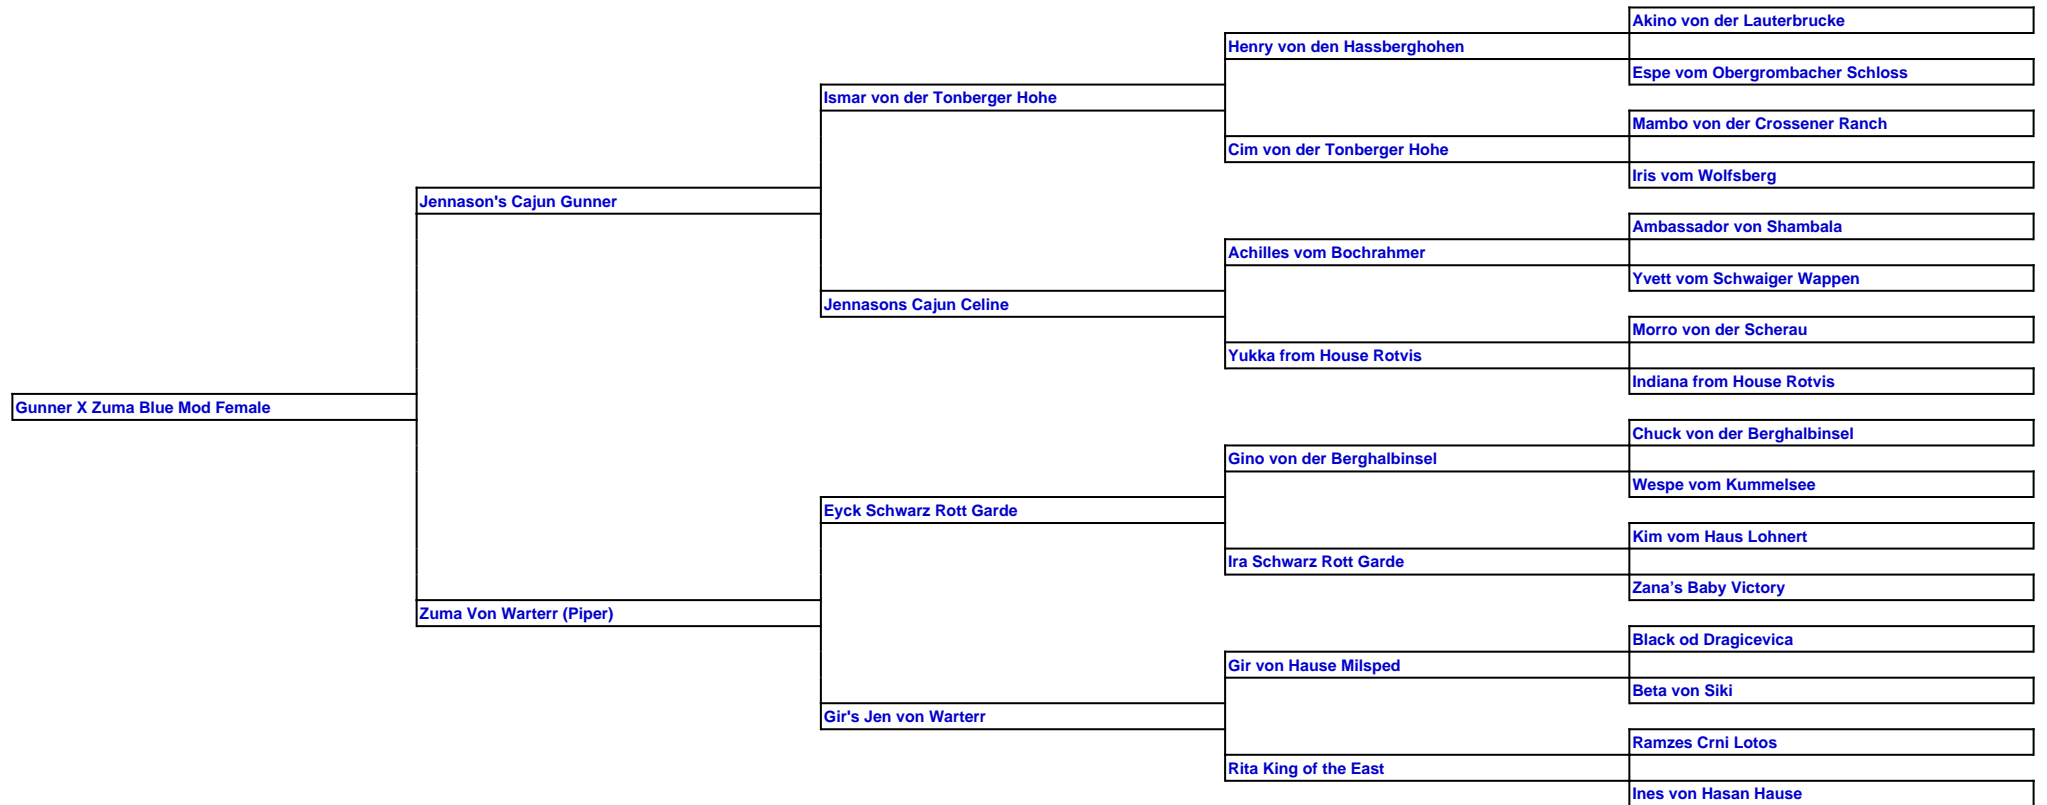 Akino von der Lauterbrucke
Henry von den Hassberghohen
Espe vom Obergrombacher Schloss
Ismar von der Tonberger Hohe
Mambo von der Crossener Ranch
Cim von der Tonberger Hohe
Iris vom Wolfsberg
Jennason's Cajun Gunner
Ambassador von Shambala
Achilles vom Bochrahmer
Yvett vom Schwaiger Wappen
Jennasons Cajun Celine
Morro von der Scherau
Yukka from House Rotvis
Indiana from House Rotvis
Gunner X Zuma Blue Mod Female
Chuck von der Berghalbinsel
Gino von der Berghalbinsel
Wespe vom Kummelsee
Eyck Schwarz Rott Garde
Kim vom Haus Lohnert
Ira Schwarz Rott Garde
Zana’s Baby Victory
Zuma Von Warterr (Piper)
Black od Dragicevica
Gir von Hause Milsped
Beta von Siki
Gir's Jen von Warterr
Ramzes Crni Lotos
Rita King of the East
Ines von Hasan Hause